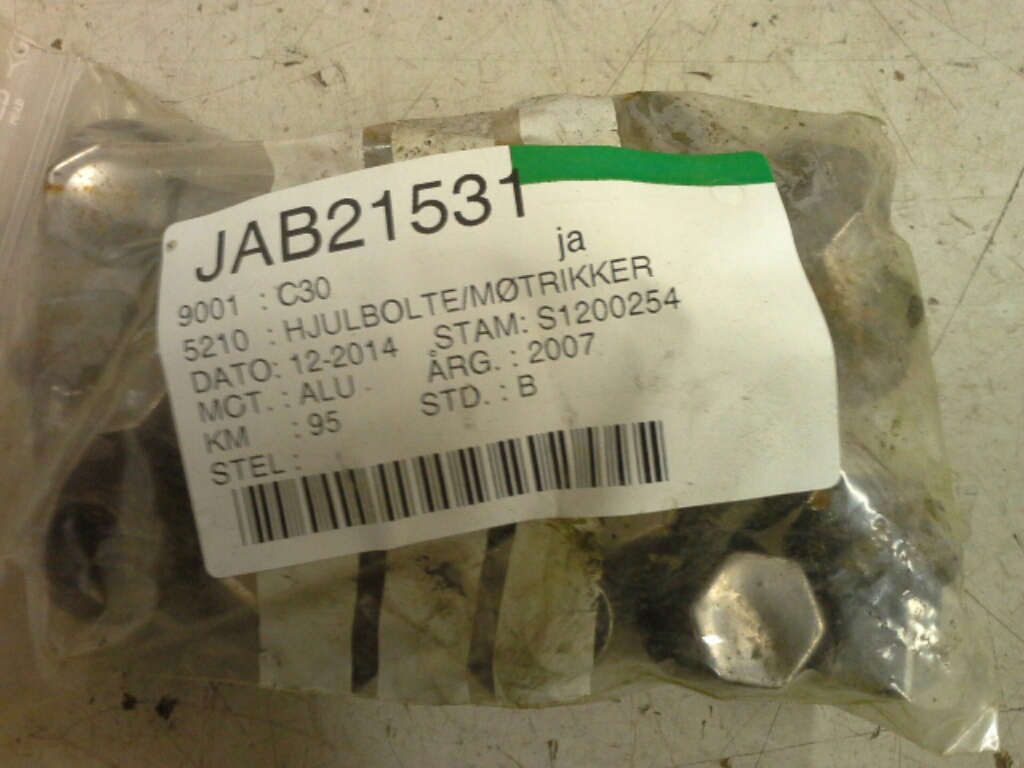 JAB21531
ja
9001 : C30
5210 : HJULBOLTE/MØTRIKKER
DATO: 12-2014 STAM: S1200254
MOT. : ALU ÅRG. : 2007
KM : 95 STD. : B
STEL :